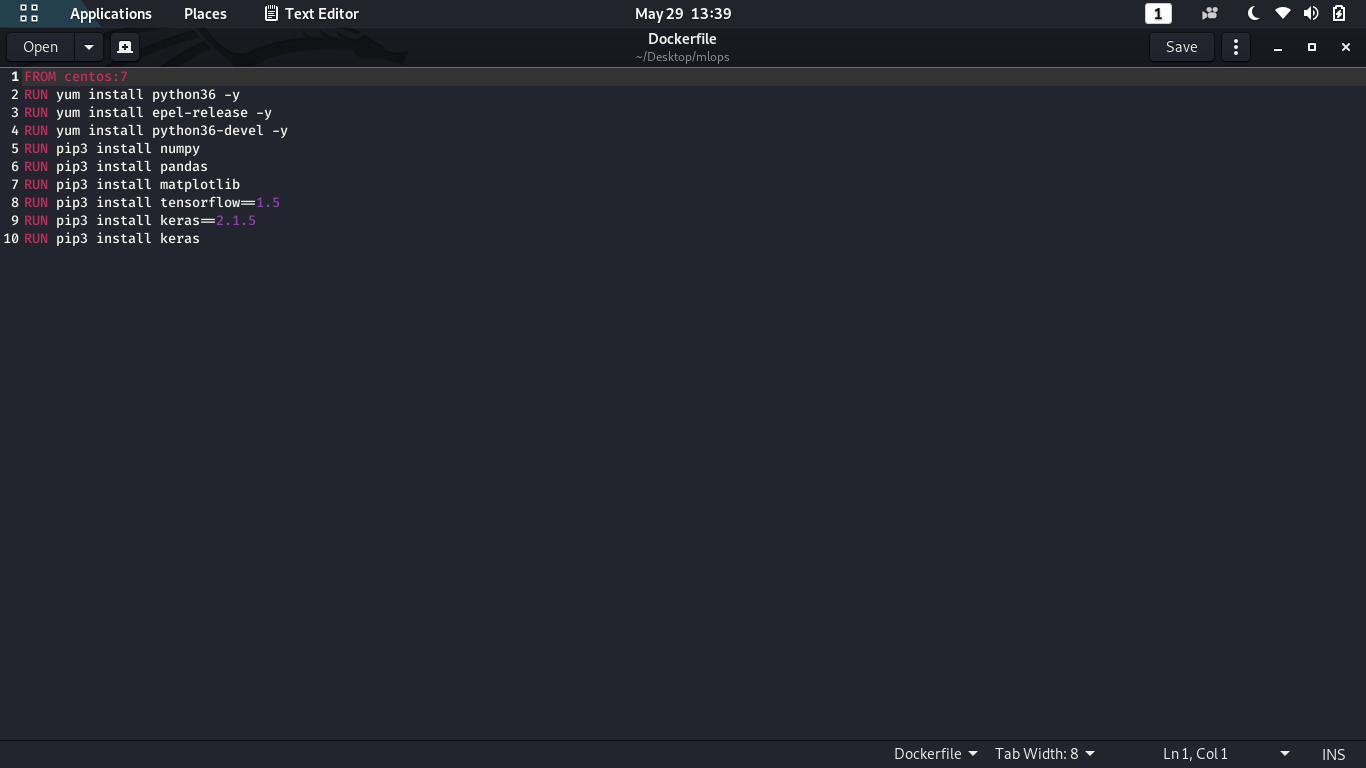 Applications Places Text Editor May 29 13:39 1
Open Dockerfile Save
~/Desktop/mlops
1 FROM centos:7
2 RUN yum install python36 -y
3 RUN yum install epel-release -y
4 RUN yum install python36-devel -y
5 RUN pip3 install numpy
6 RUN pip3 install pandas
7 RUN pip3 install matplotlib
8 RUN pip3 install tensorflow==1.5
9 RUN pip3 install keras==2.1.5
10 RUN pip3 install keras
Dockerfile Tab Width: 8 Ln 1, Col 1 INS